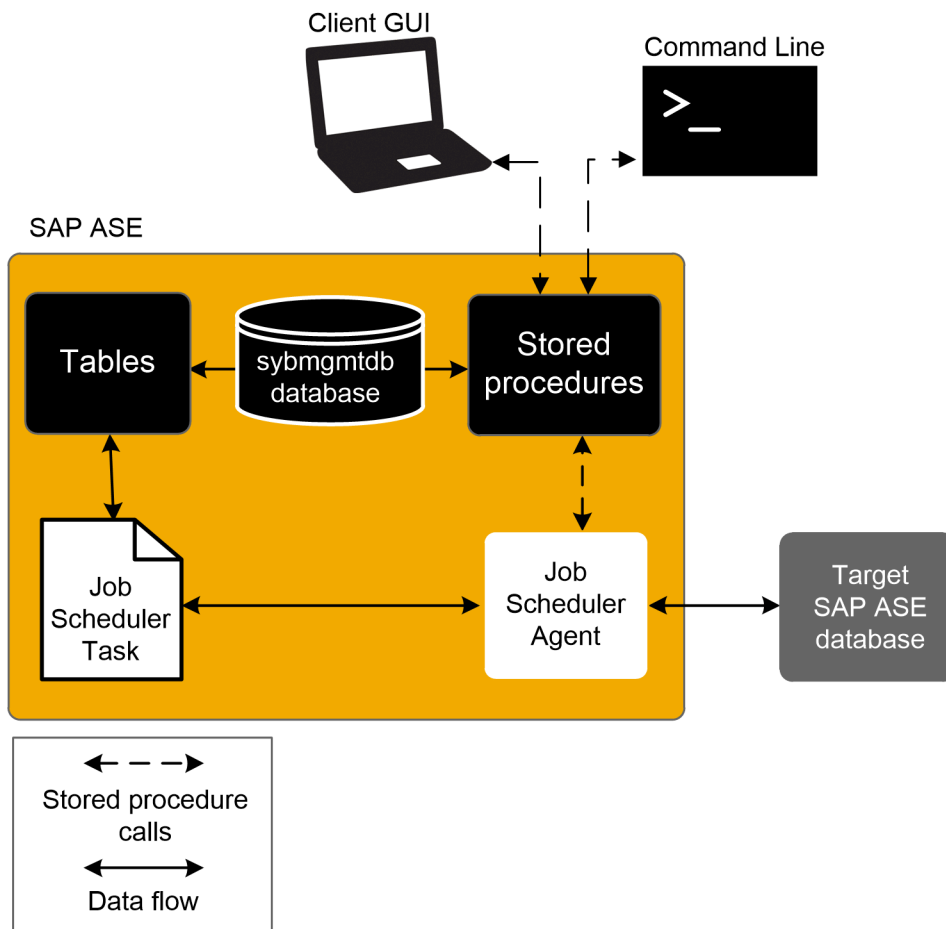 Client GUI
Command Line
>_
SAP ASE
Tables
sybmgmtdb
database
Stored
procedures
Job
Scheduler
Task
Job
Scheduler
Agent
Target
SAP ASE
database
Stored procedure
calls
Data flow